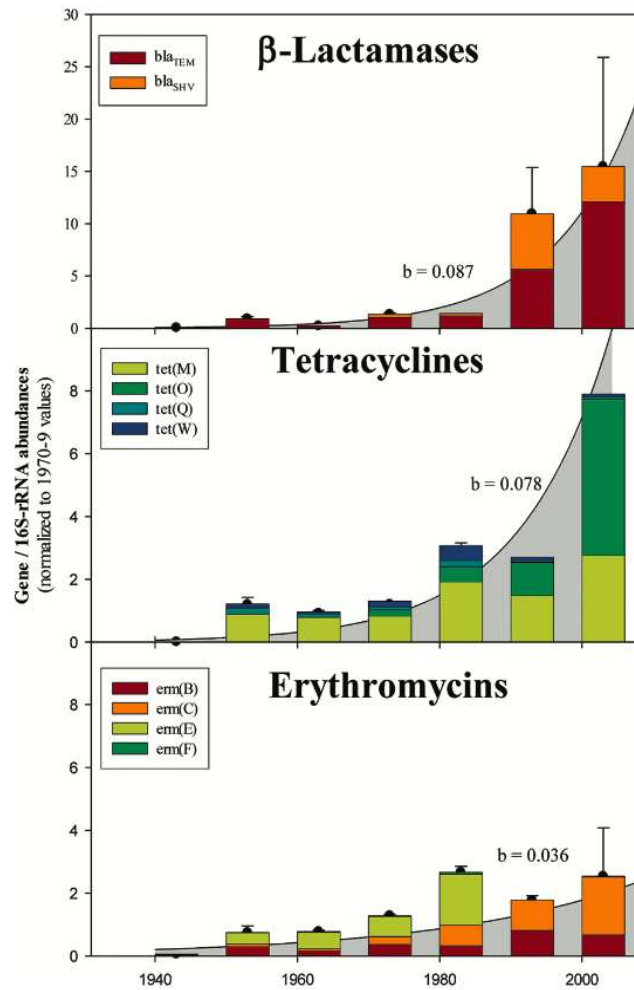 β-Lactamases
blaTEM
blaSHV
30
25
20
15
10
5
0
b = 0.087
Tetracyclines
tet(M)
tet(O)
tet(Q)
tet(W)
8
6
4
2
0
b = 0.078
Gene / 16S-rRNA abundances
(normalized to 1970-9 values)
Erythromycins
erm(B)
erm(C)
erm(E)
erm(F)
8
6
4
2
0
b = 0.036
1940 1960 1980 2000